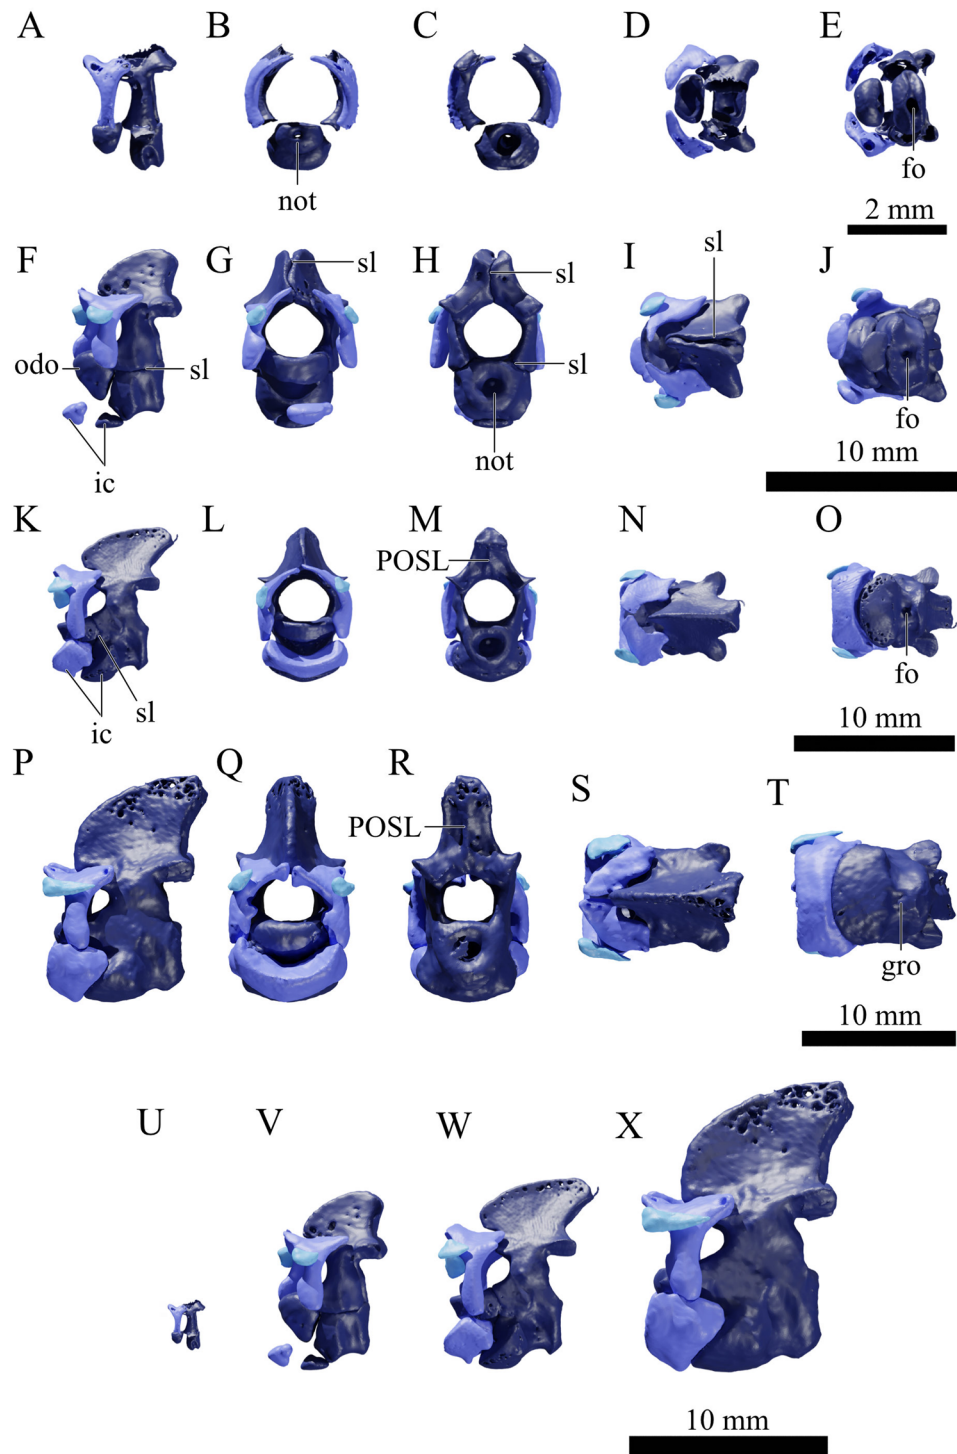 A B C D E
not
fo
2 mm
F G H I J
sl sl sl
odo sl sl
ic not fo
10 mm
K L M N O
POSL
sl
ic
fo
10 mm
P Q R S T
POSL
gro
10 mm
U V W X
10 mm